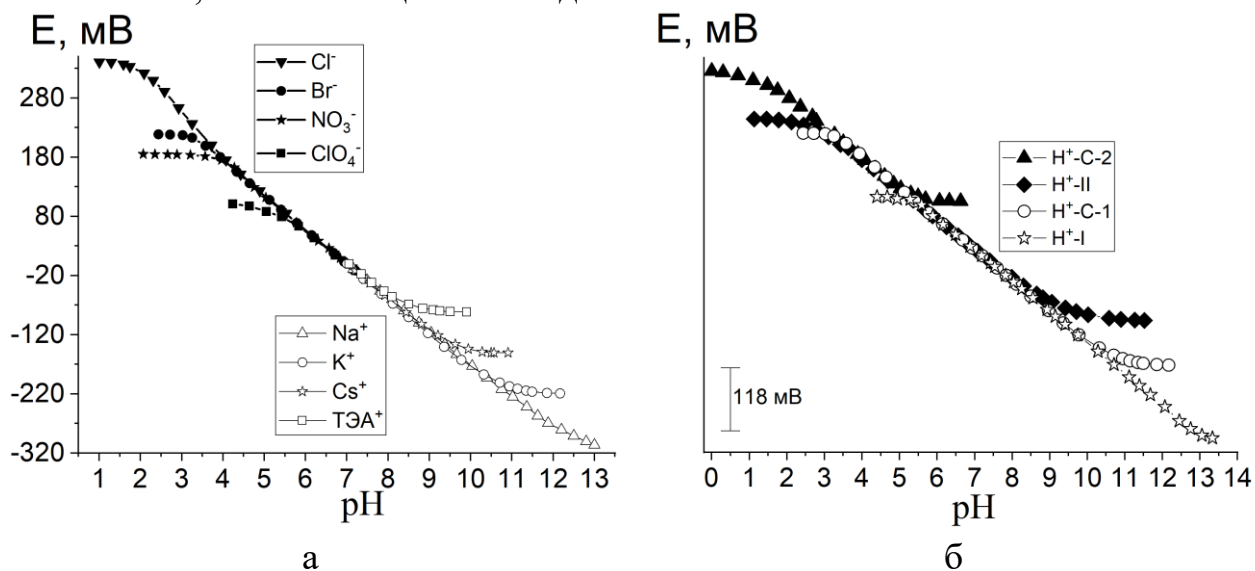 Е, мВ
Cl⁻
Br⁻
NO₃⁻
ClO₄⁻
280
180
80
-20
-120
-220
-320
Na⁺
K⁺
Cs⁺
ТЭА⁺
1 2 3 4 5 6 7 8 9 10 11 12 13
pH
а
Е, мВ
H⁺-C-2
H⁺-II
H⁺-C-1
H⁺-I
118 мВ
0 1 2 3 4 5 6 7 8 9 10 11 12 13 14
pH
б